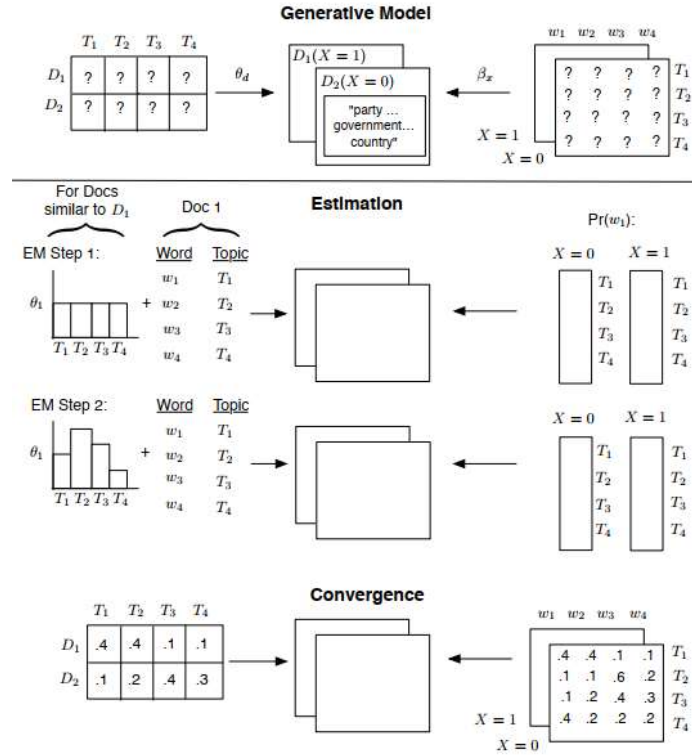 Generative Model
T1 T2 T3 T4
D1 ? ? ? ?
D2 ? ? ? ?
θd
D1(X = 1)
D2(X = 0)
"party ...
government...
country"
βx
w1 w2 w3 w4
? ? ? ? T1
? ? ? ? T2
? ? ? ? T3
? ? ? ? T4
X = 1
X = 0
Estimation
For Docs
similar to D1
Doc 1
Pr(w1):
EM Step 1:
θ1
T1 T2 T3 T4
+
Word Topic
w1 T1
w2 T2
w3 T3
w4 T4
X = 0 X = 1
T1 T1
T2 T2
T3 T3
T4 T4
EM Step 2:
θ1
T1 T2 T3 T4
+
Word Topic
w1 T1
w2 T2
w3 T3
w4 T4
X = 0 X = 1
T1 T1
T2 T2
T3 T3
T4 T4
Convergence
T1 T2 T3 T4
D1 .4 .4 .1 .1
D2 .1 .2 .4 .3
w1 w2 w3 w4
.4 .4 .1 .1 T1
.1 .1 .6 .2 T2
.1 .2 .4 .3 T3
.4 .2 .2 .2 T4
X = 1
X = 0